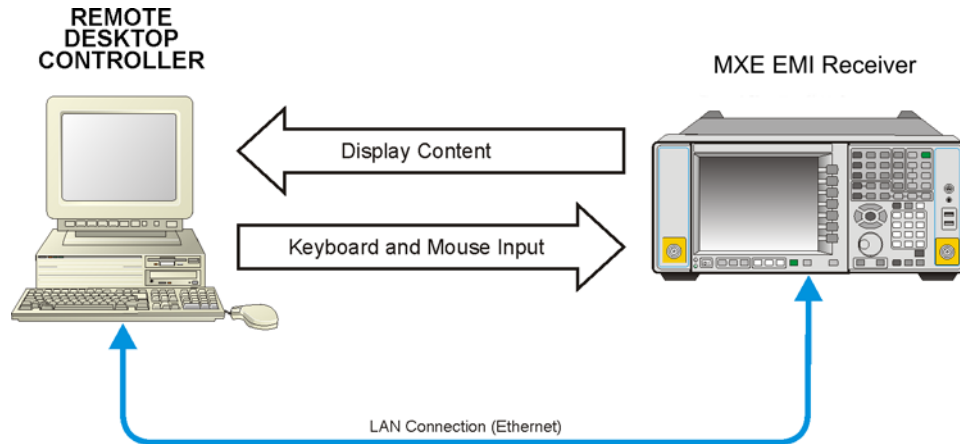 REMOTE
DESKTOP
CONTROLLER
MXE EMI Receiver
Display Content
Keyboard and Mouse Input
LAN Connection (Ethernet)